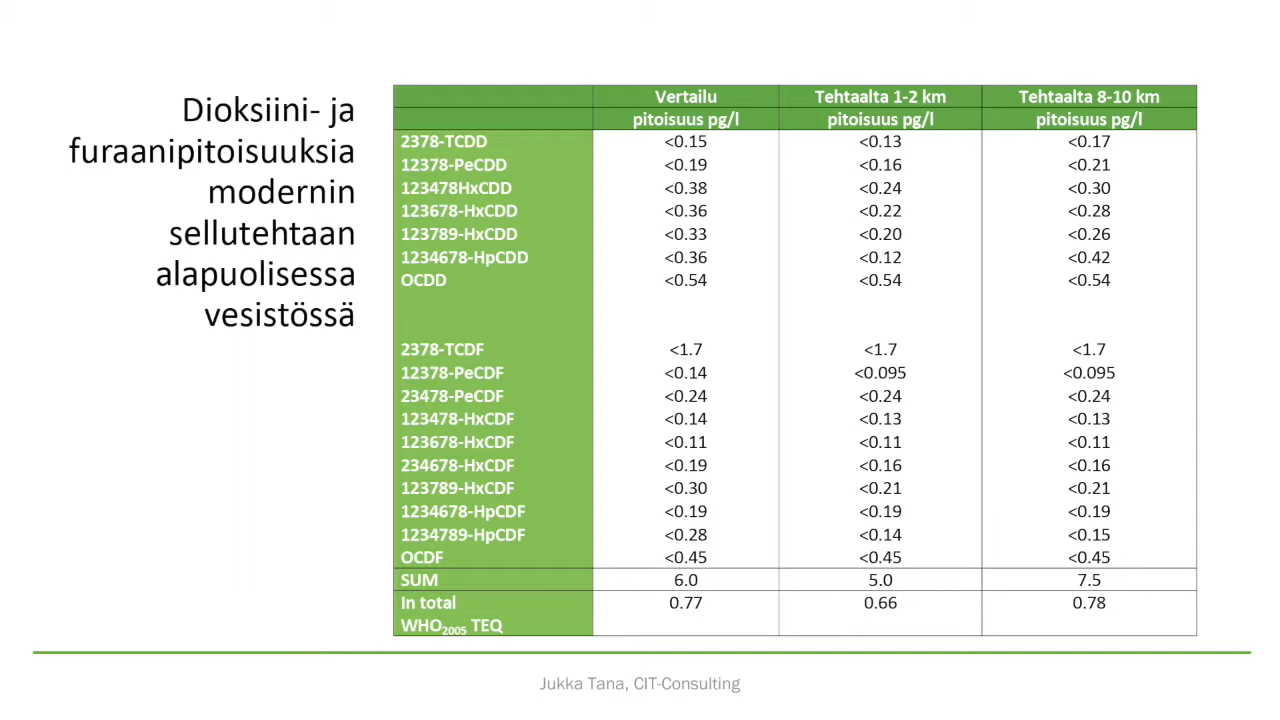 Dioksiini- ja
furaanipitoisuuksia
modernin
sellutehtaan
alapuolisessa
vesistössä
Vertailu Tehtaalta 1-2 km Tehtaalta 8-10 km
pitoisuus pg/l pitoisuus pg/l pitoisuus pg/l
2378-TCDD <0.15 <0.13 <0.17
12378-PeCDD <0.19 <0.16 <0.21
123478HxCDD <0.38 <0.24 <0.30
123678-HxCDD <0.36 <0.22 <0.28
123789-HxCDD <0.33 <0.20 <0.26
1234678-HpCDD <0.36 <0.12 <0.42
OCDD <0.54 <0.54 <0.54
2378-TCDF <1.7 <1.7 <1.7
12378-PeCDF <0.14 <0.095 <0.095
23478-PeCDF <0.24 <0.24 <0.24
123478-HxCDF <0.14 <0.13 <0.13
123678-HxCDF <0.11 <0.11 <0.11
234678-HxCDF <0.19 <0.16 <0.16
123789-HxCDF <0.30 <0.21 <0.21
1234678-HpCDF <0.19 <0.19 <0.19
1234789-HpCDF <0.28 <0.14 <0.15
OCDF <0.45 <0.45 <0.45
SUM 6.0 5.0 7.5
In total 0.77 0.66 0.78
WHO2005 TEQ
Jukka Tana, CIT-Consulting